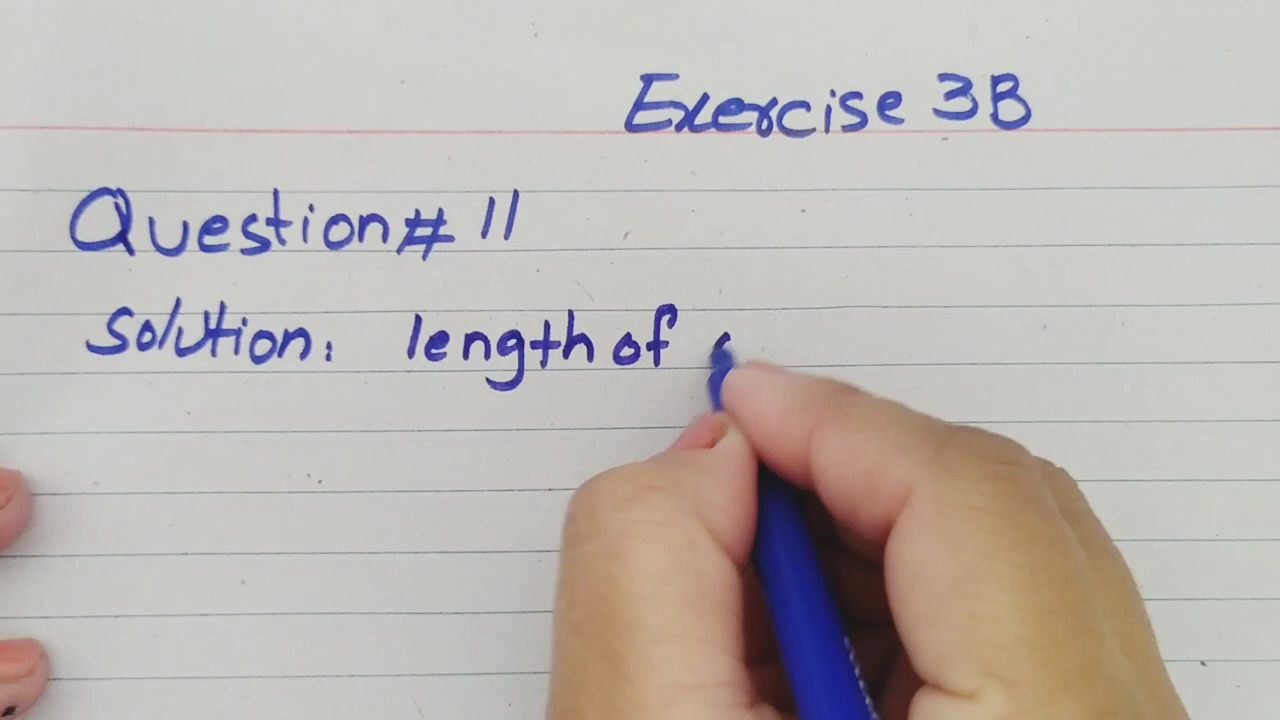 Exercise 3B
Question # 11
Solution: length of